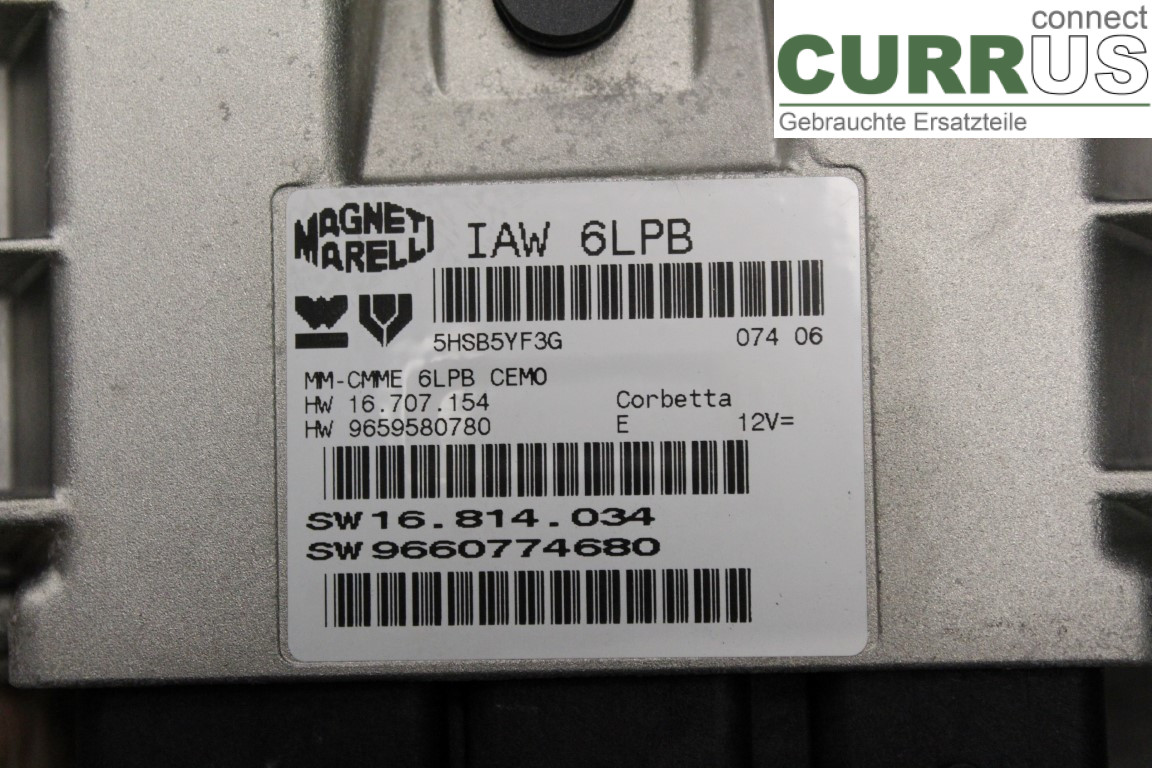 connect
CURRUS
Gebrauchte Ersatzteile
MAGNETI
MARELLI
IAW 6LPB
5HSB5YF3G 074 06
MM-CMME 6LPB CEM0
HW 16.707.154 Corbetta
HW 9659580780 E 12V=
SW 16.814.034
SW 9660774680